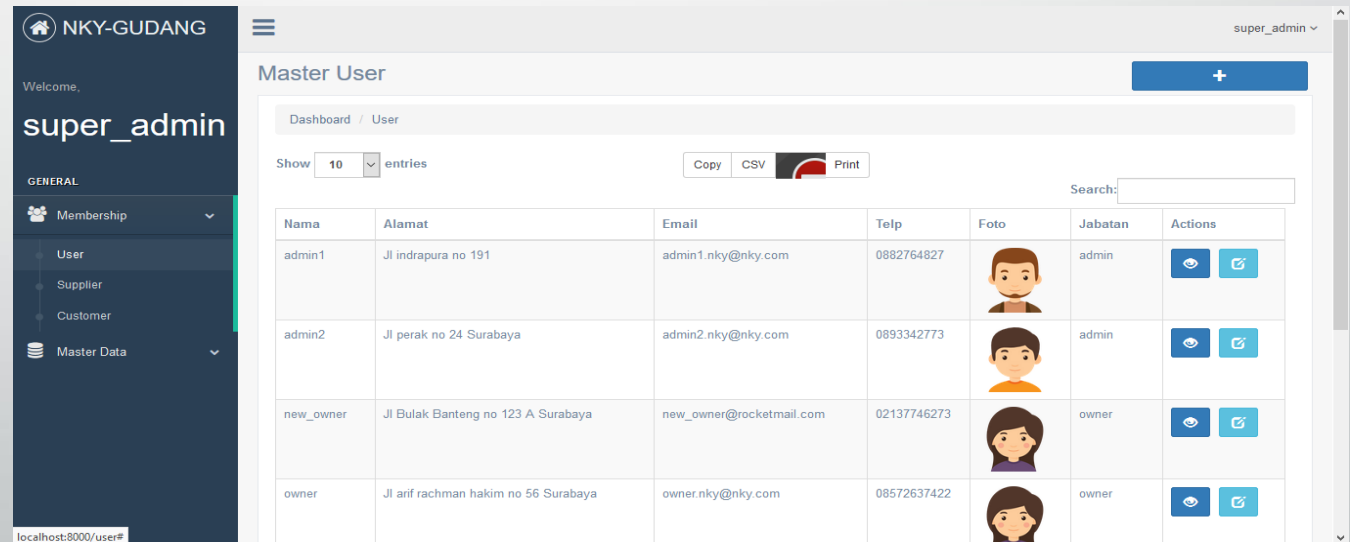 NKY-GUDANG
super_admin
Welcome,
super_admin
GENERAL
Membership
User
Supplier
Customer
Master Data
Master User
+
Dashboard / User
Show 10 entries
Copy CSV Print
Search:
Nama Alamat Email Telp Foto Jabatan Actions
admin1 Jl indrapura no 191 admin1.nky@nky.com 0882764827 admin
admin2 Jl perak no 24 Surabaya admin2.nky@nky.com 0893342773 admin
new_owner Jl Bulak Banteng no 123 A Surabaya new_owner@rocketmail.com 02137746273 owner
owner Jl arif rachman hakim no 56 Surabaya owner.nky@nky.com 08572637422 owner
localhost:8000/user#